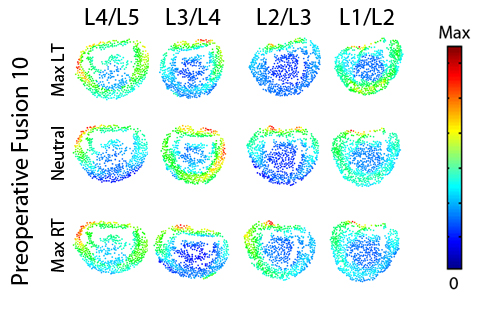 L4/L5 L3/L4 L2/L3 L1/L2
Max
Preoperative Fusion 10
Max LT
Neutral
Max RT
0